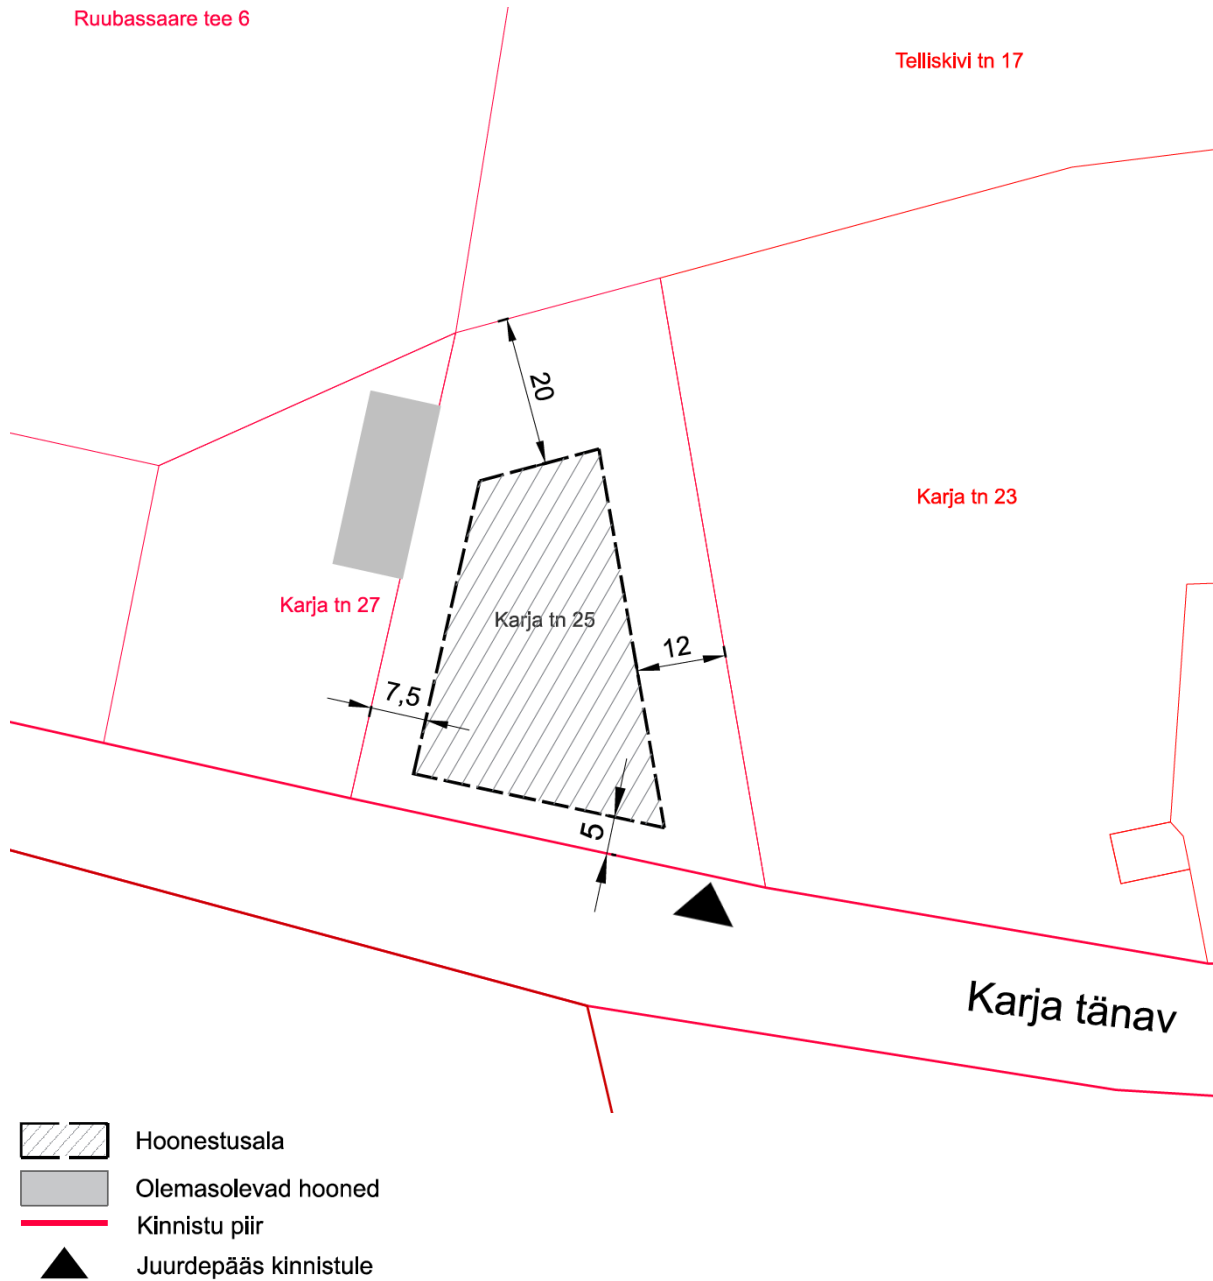 Ruubassaare tee 6
Telliskivi tn 17
20
Karja tn 23
Karja tn 27
Karja tn 25
12
7,5
5
Karja tänav
Hoonestusala
Olemasolevad hooned
Kinnistu piir
Juurdepääs kinnistule